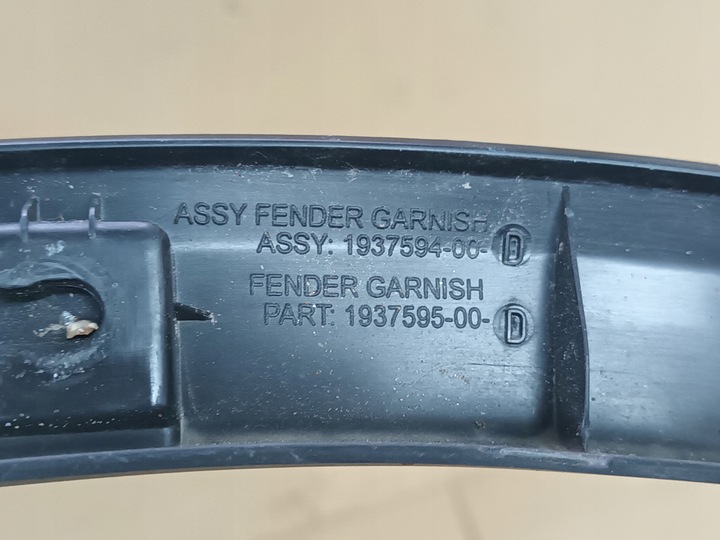 ASSY FENDER GARNISH
ASSY: 1937594-00-D
FENDER GARNISH
PART: 1937595-00-D